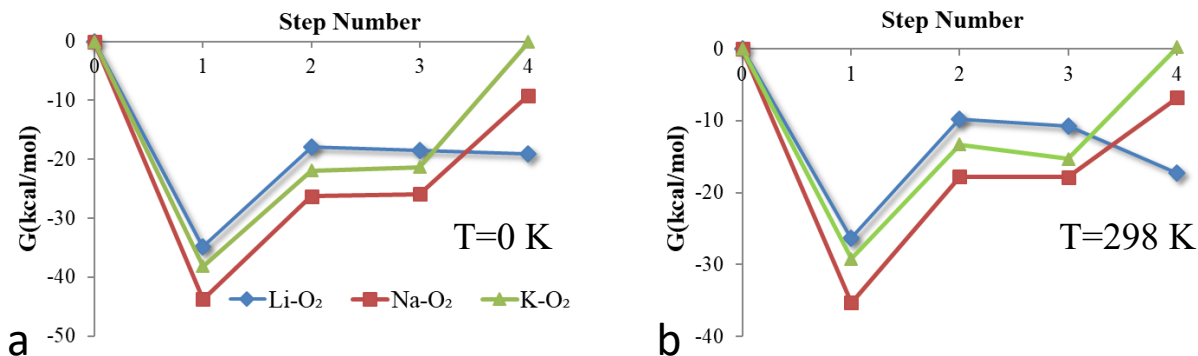 Step Number
0
0
1
2
3
4
-10
-20
-30
-40
-50
G(kcal/mol)
T=0 K
Li-O₂
Na-O₂
K-O₂
a
Step Number
0
0
1
2
3
4
-10
-20
-30
-40
G(kcal/mol)
T=298 K
b